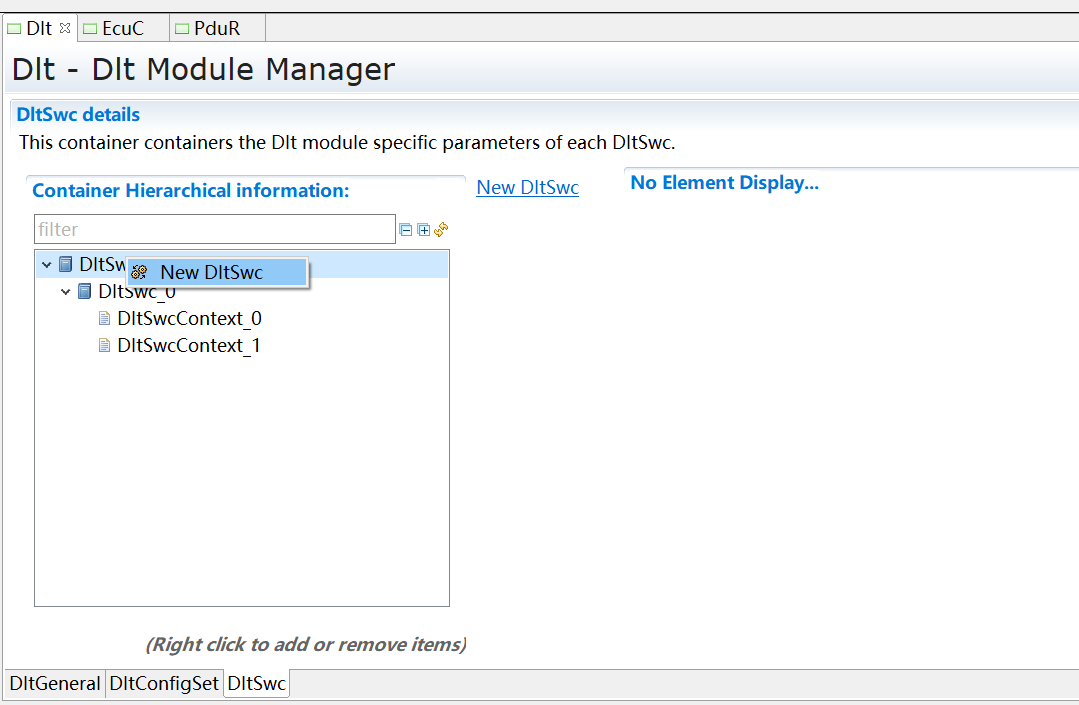 Dlt EcuC PduR
Dlt - Dlt Module Manager
DltSwc details
This container containers the Dlt module specific parameters of each DltSwc.
Container Hierarchical information:
New DltSwc
No Element Display...
filter
DltSw
New DltSwc
DltSwc_0
DltSwcContext_0
DltSwcContext_1
(Right click to add or remove items)
DltGeneral DltConfigSet DltSwc